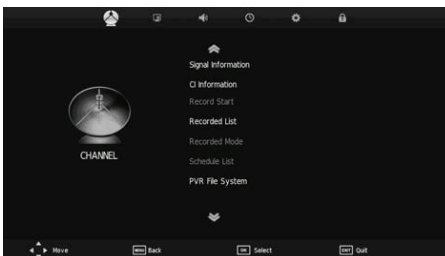 Signal Information
CI Information
Record Start
Recorded List
Recorded Mode
CHANNEL
Schedule List
PVR File System
Move
MENU Back
OK Select
EXIT Quit